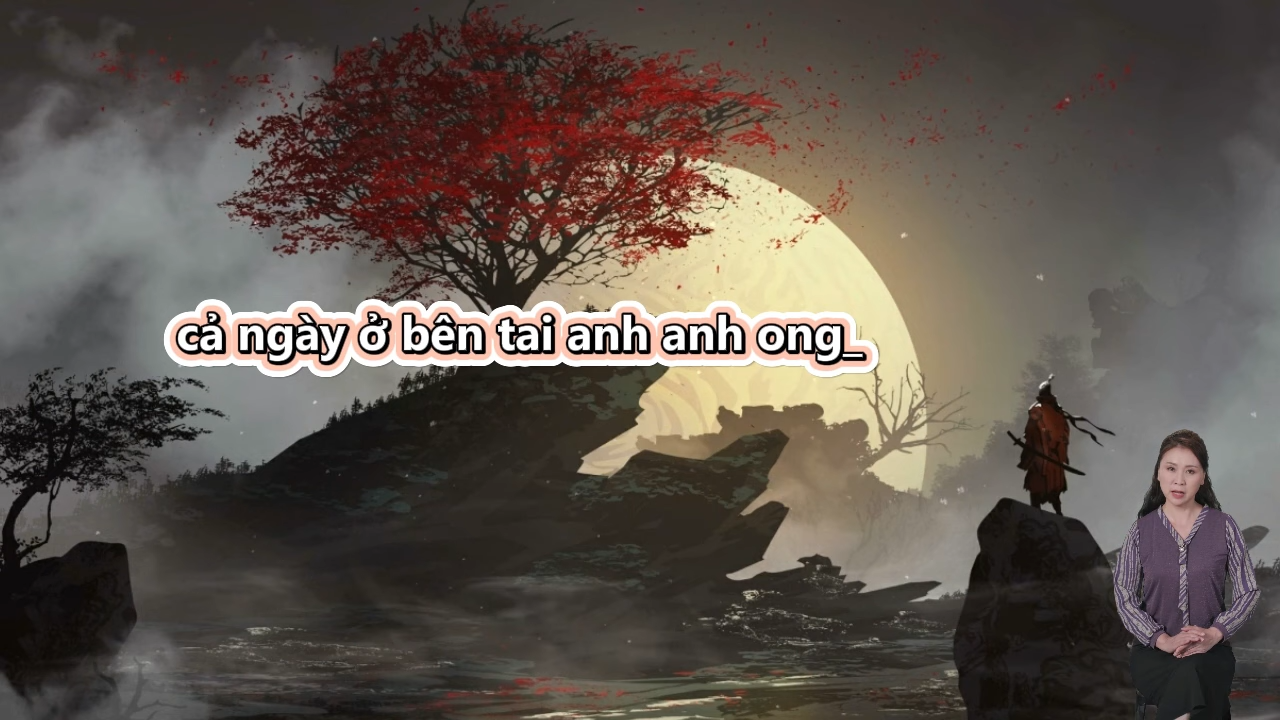 cả ngày ở bên tai anh anh ong_